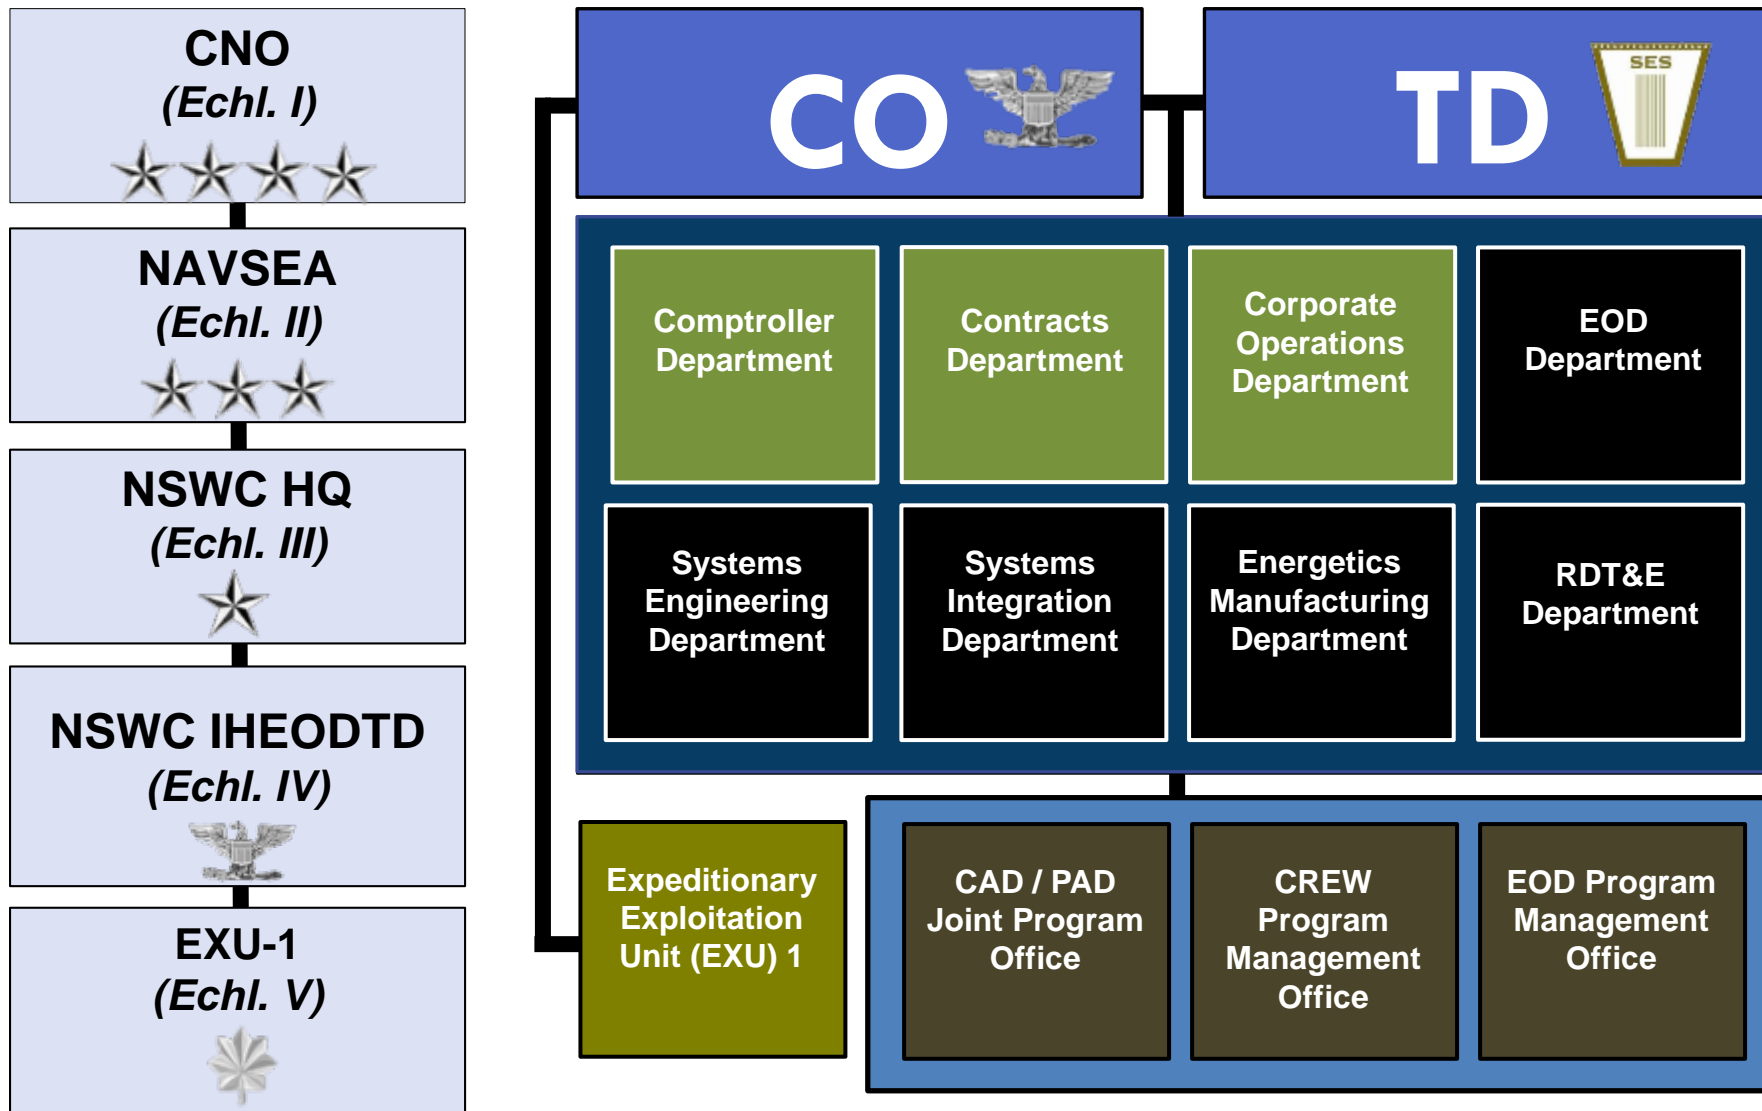 CNO
(Echl. I)
NAVSEA
(Echl. II)
NSWC HQ
(Echl. III)
NSWC IHEODTD
(Echl. IV)
EXU-1
(Echl. V)
CO
TD
SES
Comptroller
Department
Contracts
Department
Corporate
Operations
Department
EOD
Department
Systems
Engineering
Department
Systems
Integration
Department
Energetics
Manufacturing
Department
RDT&E
Department
Expeditionary
Exploitation
Unit (EXU) 1
CAD / PAD
Joint Program
Office
CREW
Program
Management
Office
EOD Program
Management
Office